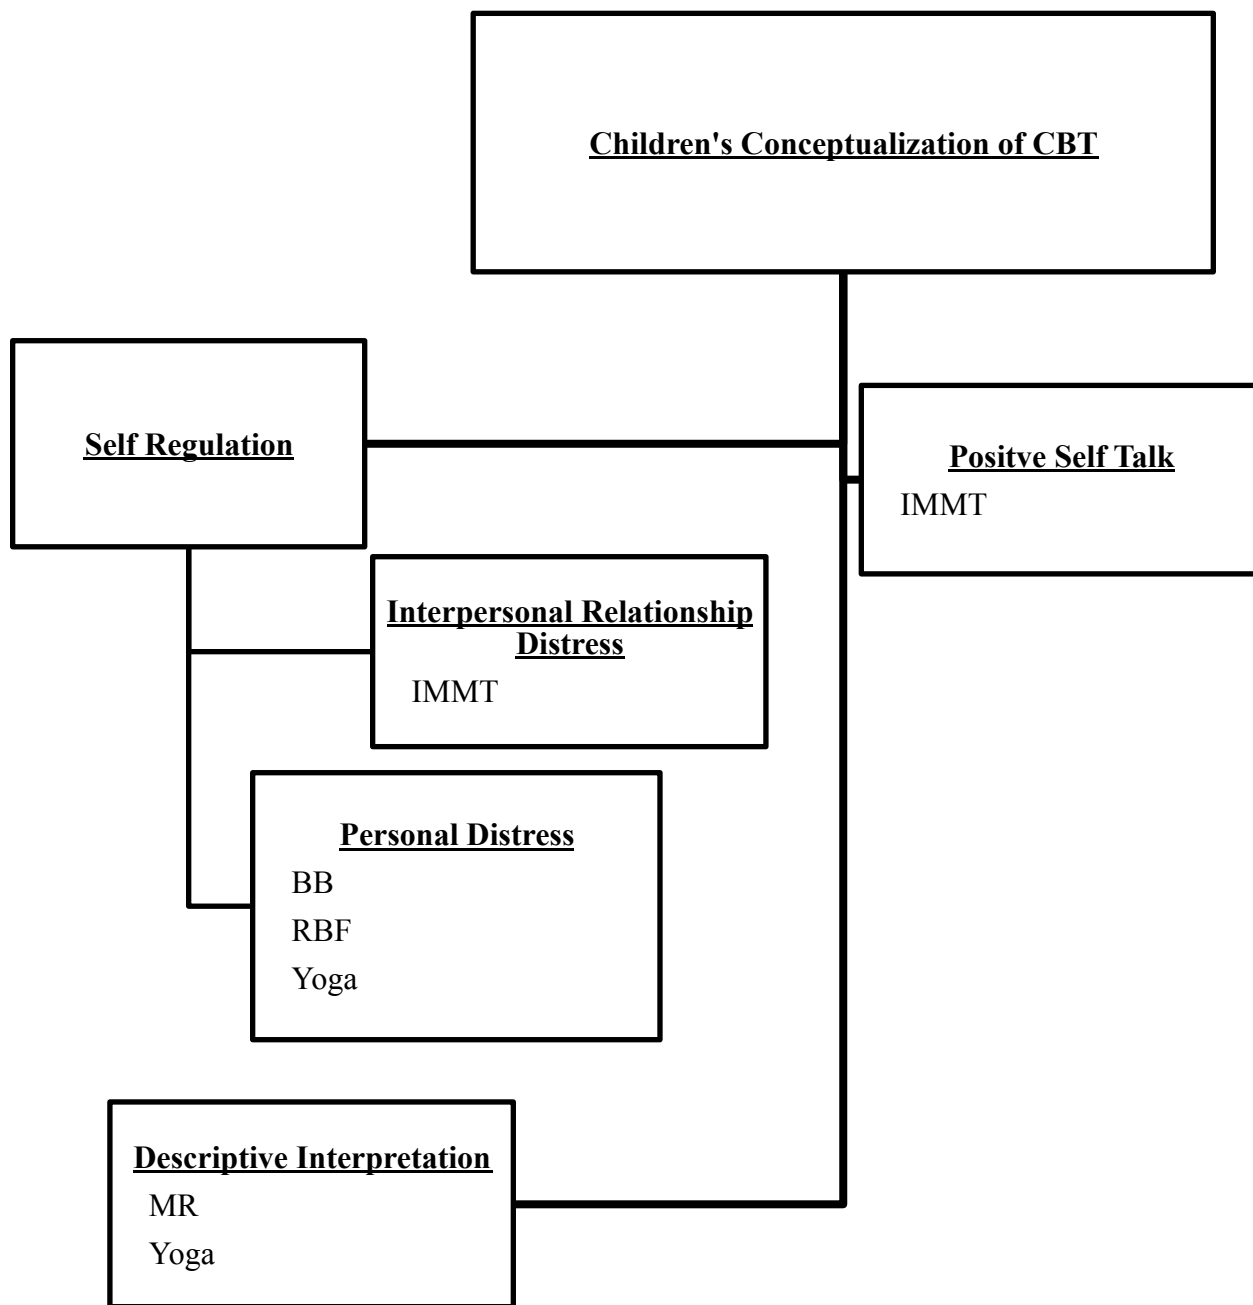 Children's Conceptualization of CBT
Self Regulation
Positve Self Talk
IMMT
Interpersonal Relationship
Distress
IMMT
Personal Distress
BB
RBF
Yoga
Descriptive Interpretation
MR
Yoga